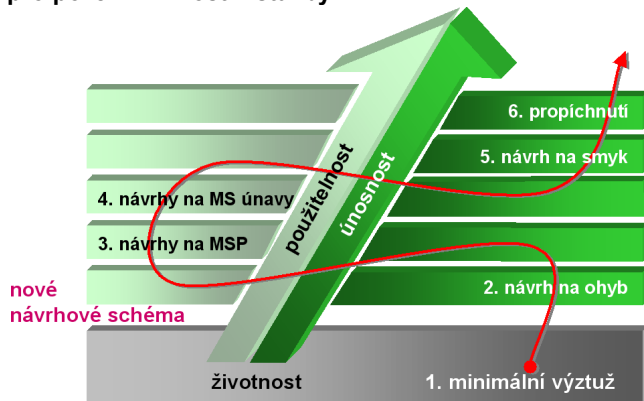 6. propíchnutí
5. návrh na smyk
4. návrhy na MS únavy
3. návrhy na MSP
použitelnost
únosnost
2. návrh na ohyb
nové
návrhové schéma
životnost
1. minimální výztuž